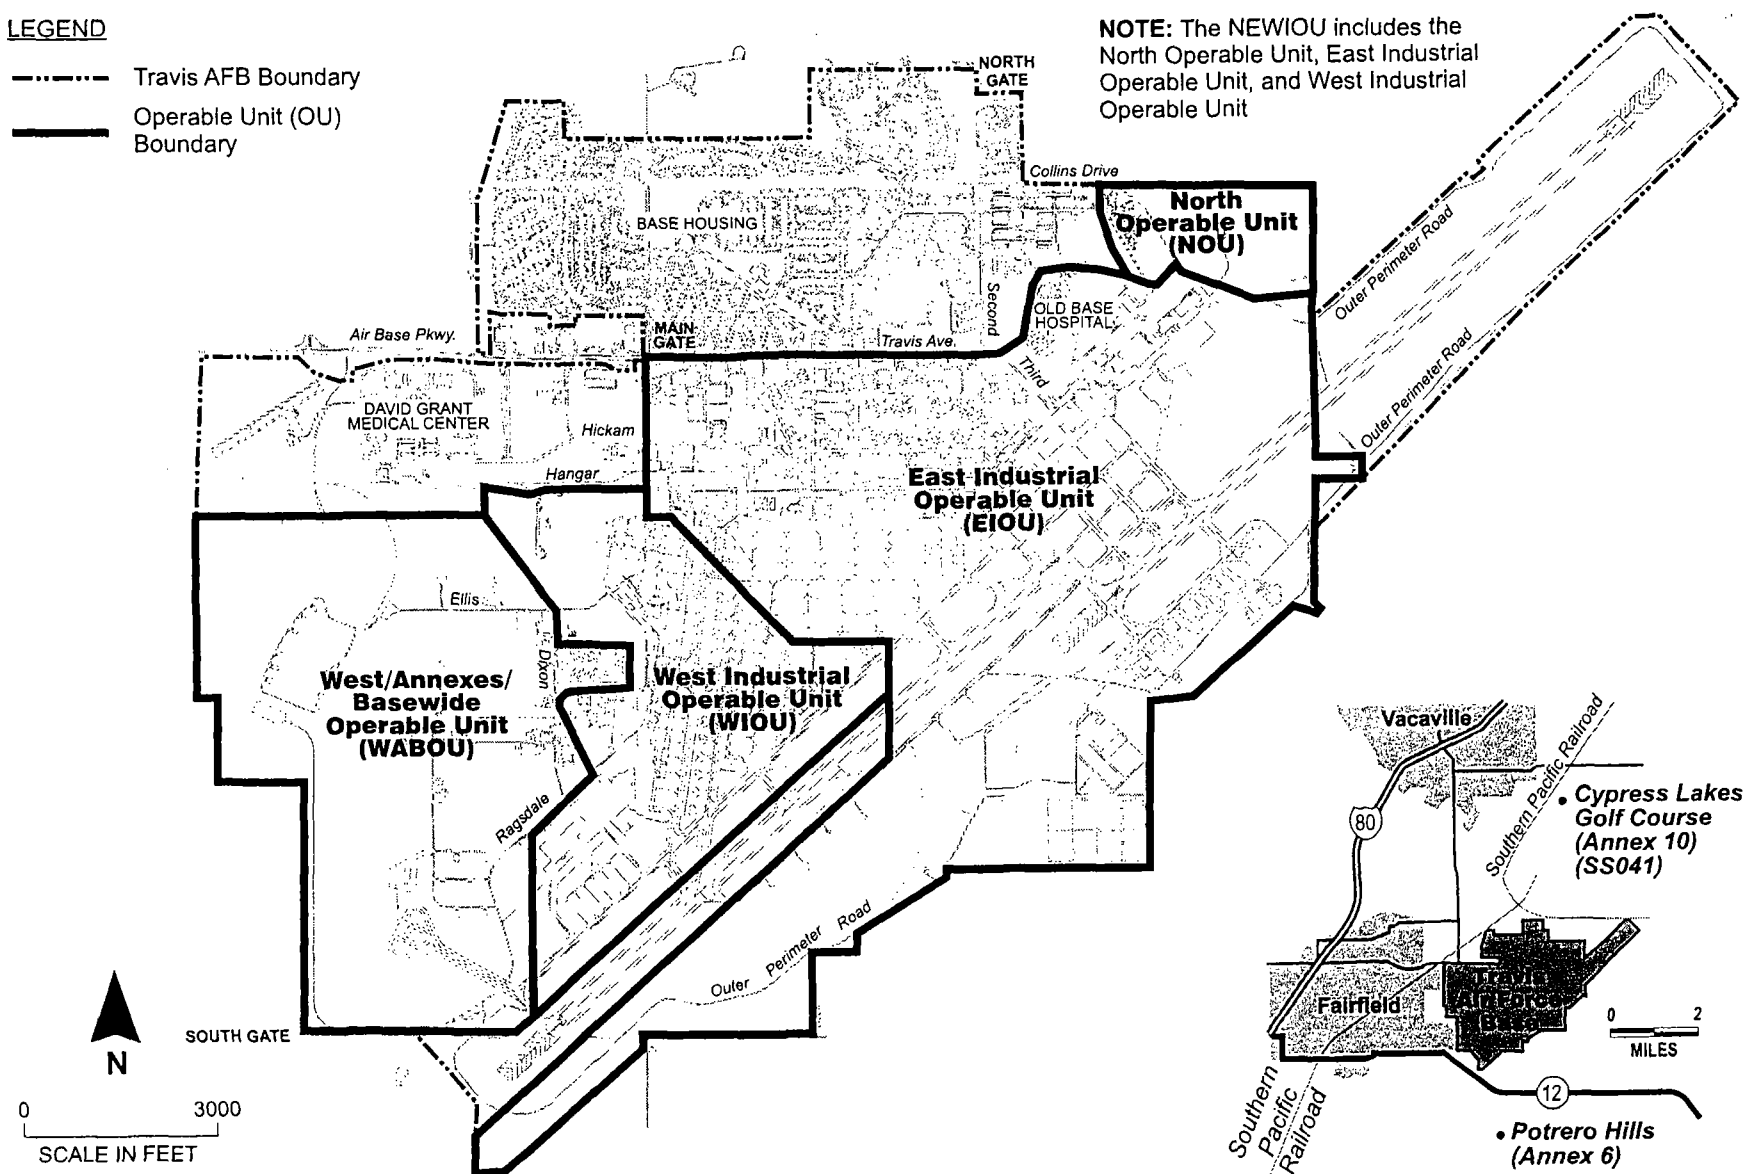 LEGEND
Travis AFB Boundary
Operable Unit (OU)
Boundary
NOTE: The NEWIOU includes the
North Operable Unit, East Industrial
Operable Unit, and West Industrial
Operable Unit
NORTH
GATE
Collins Drive
North
Operable Unit
(NOU)
BASE HOUSING
Outer Perimeter Road
Second
OLD BASE
HOSPITAL
Air Base Pkwy.
MAIN
GATE
Travis Ave.
Third
Outer Perimeter Road
DAVID GRANT
MEDICAL CENTER
Hickam
Hangar
East Industrial
Operable Unit
(EIOU)
Ellis
Dixon
West/Annexes/
Basewide
Operable Unit
(WABOU)
West Industrial
Operable Unit
(WIOU)
Ragsdale
Outer Perimeter Road
SOUTH GATE
N
0 3000
SCALE IN FEET
Vacaville
Southern Pacific Railroad
80
Cypress Lakes
Golf Course
(Annex 10)
(SS041)
Fairfield
Travis
Air Force
Base
0 2
MILES
12
Southern
Pacific
Railroad
Potrero Hills
(Annex 6)